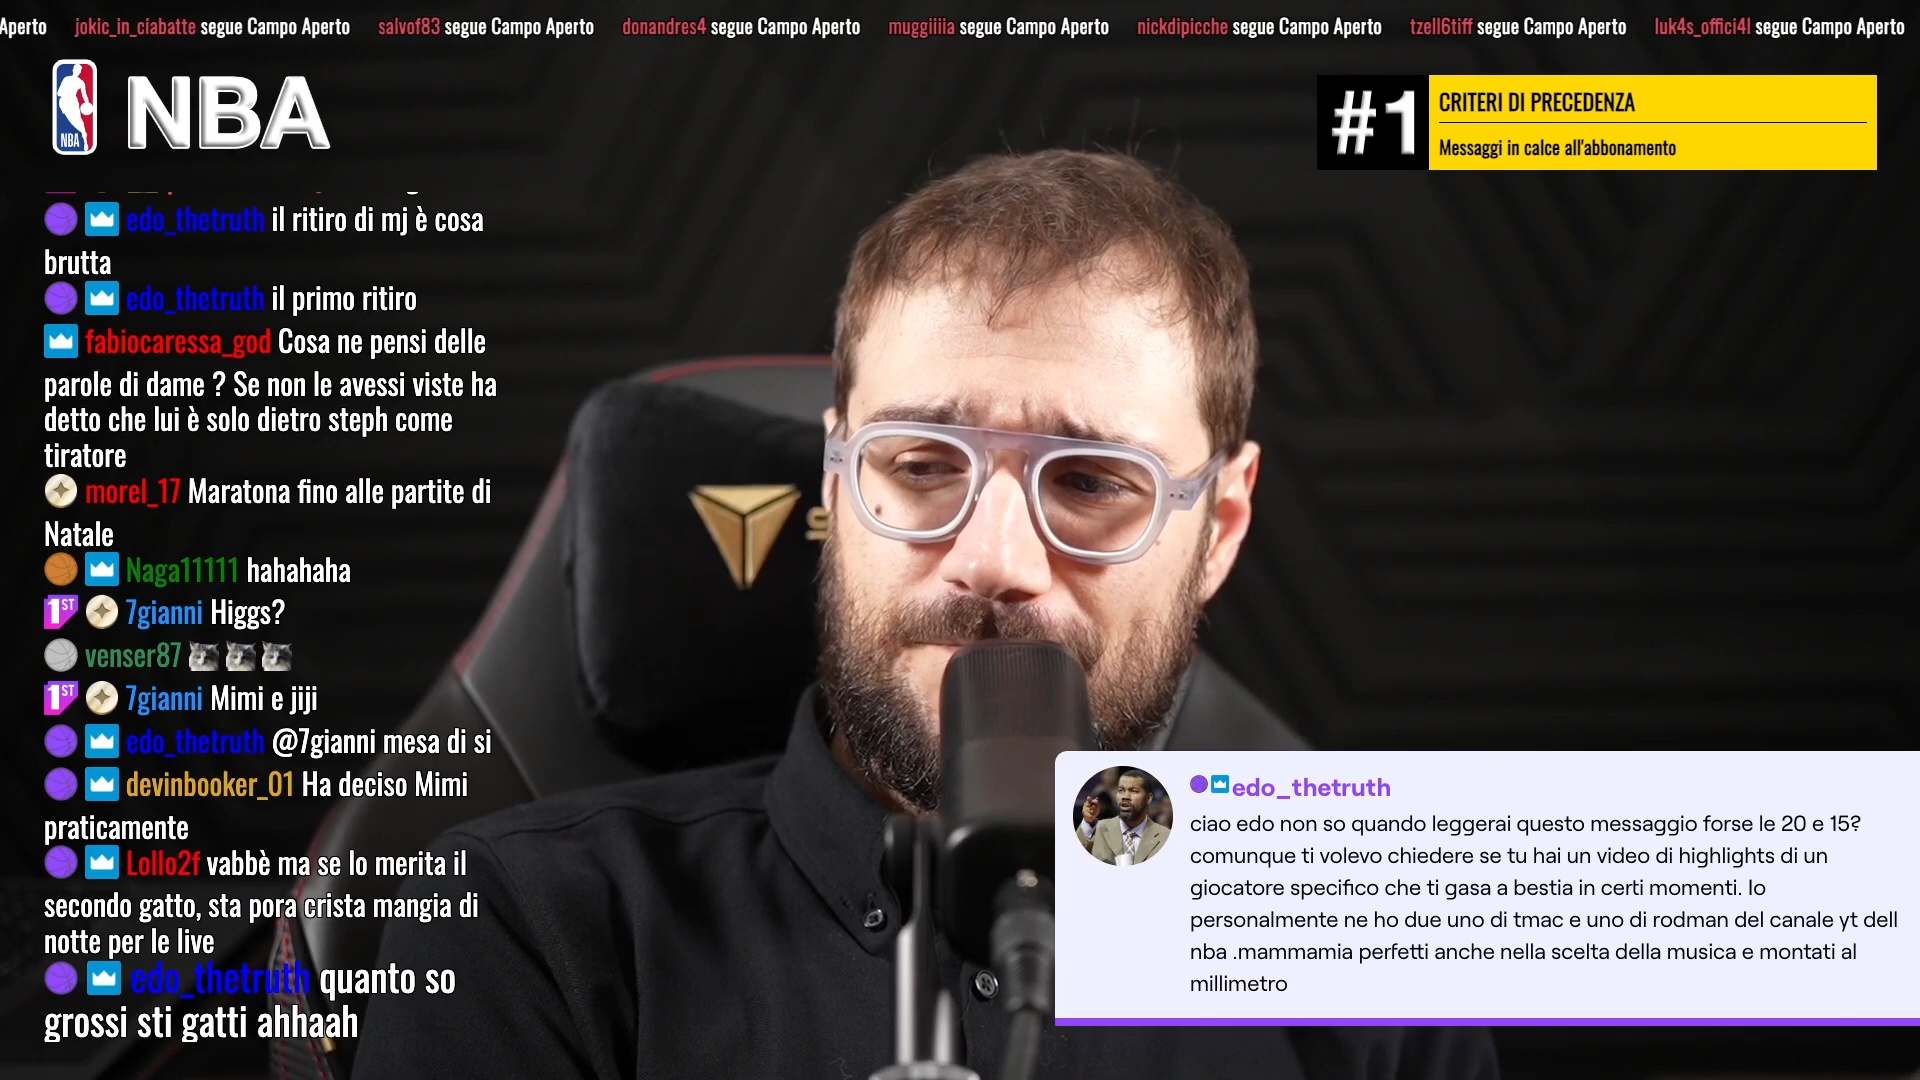 Aperto jokic_in_ciabatte segue Campo Aperto salvof83 segue Campo Aperto donandres4 segue Campo Aperto muggiiiia segue Campo Aperto nickdipicche segue Campo Aperto tzell6tiff segue Campo Aperto luk4s_offici4l segue Campo Aperto
NBA NBA
#1 CRITERI DI PRECEDENZA
Messaggi in calce all'abbonamento
edo_thetruth il ritiro di mj è cosa
brutta
edo_thetruth il primo ritiro
fabiocaressa_god Cosa ne pensi delle
parole di dame ? Se non le avessi viste ha
detto che lui è solo dietro steph come
tiratore
morel_17 Maratona fino alle partite di
Natale
Naga11111 hahahaha
1ST 7gianni Higgs?
venser87
1ST 7gianni Mimi e jiji
edo_thetruth @7gianni mesa di si
devinbooker_01 Ha deciso Mimi
praticamente
Lollo2f vabbè ma se lo merita il
secondo gatto, sta pora crista mangia di
notte per le live
edo_thetruth quanto so
grossi sti gatti ahhaah
edo_thetruth
ciao edo non so quando leggerai questo messaggio forse le 20 e 15?
comunque ti volevo chiedere se tu hai un video di highlights di un
giocatore specifico che ti gasa a bestia in certi momenti. Io
personalmente ne ho due uno di tmac e uno di rodman del canale yt dell
nba .mammamia perfetti anche nella scelta della musica e montati al
millimetro